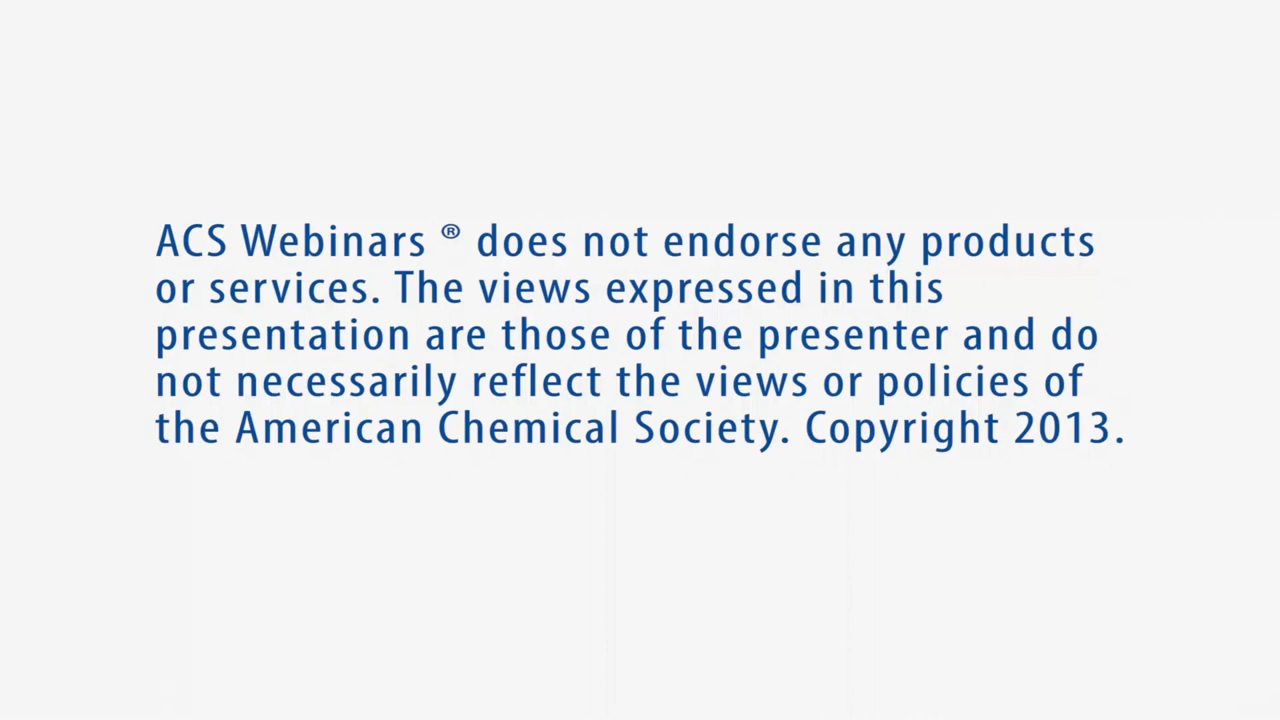 ACS Webinars ® does not endorse any products
or services. The views expressed in this
presentation are those of the presenter and do
not necessarily reflect the views or policies of
the American Chemical Society. Copyright 2013.